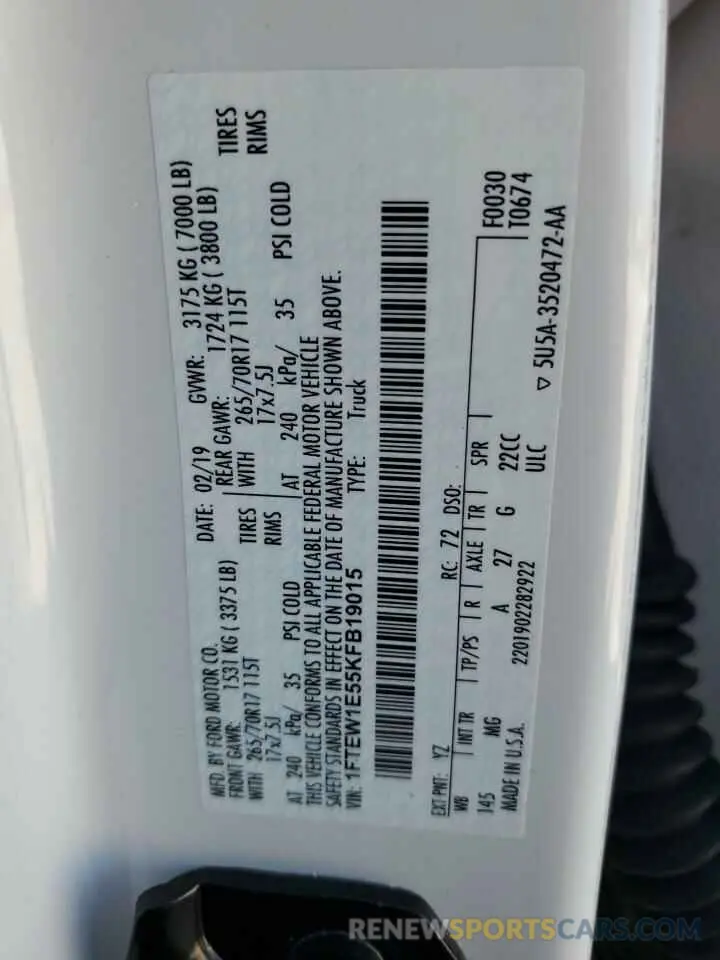 MFD. BY FORD MOTOR CO.
DATE: 02/19 GVWR: 3175 KG ( 7000 LB)
FRONT GAWR: 1531 KG ( 3375 LB) REAR GAWR: 1724 KG ( 3800 LB)
WITH 265/70R17 115T TIRES WITH 265/70R17 115T TIRES
17x7.5J RIMS 17x7.5J RIMS
AT 240 kPa/ 35 PSI COLD AT 240 kPa/ 35 PSI COLD
THIS VEHICLE CONFORMS TO ALL APPLICABLE FEDERAL MOTOR VEHICLE
SAFETY STANDARDS IN EFFECT ON THE DATE OF MANUFACTURE SHOWN ABOVE.
VIN: 1FTEW1E55KFB19015 TYPE: Truck
EXT PNT: YZ RC: 72 DSO: F0030
WB INT TR TP/PS R AXLE TR SPR T0674
145 MG A 27 G 22CC
MADE IN U.S.A. 2201902282922 ULC ▽ 5U5A-3520472-AA
RENEWSPORTSCARS.COM